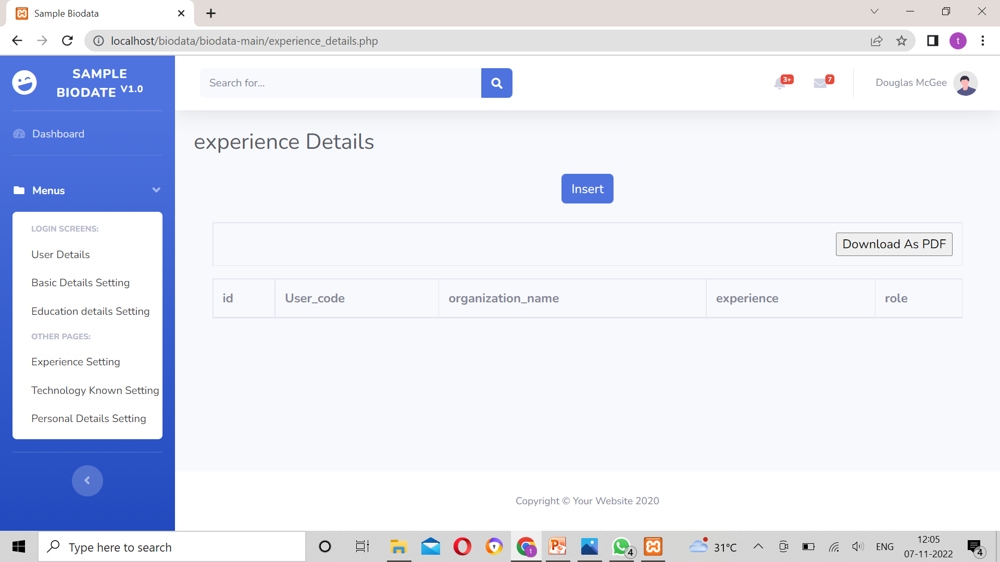 Sample Biodata
localhost/biodata/biodata-main/experience_details.php
t
SAMPLE
BIODATE V1.0
Search for...
3+
7
Douglas McGee
Dashboard
experience Details
Insert
Menus
LOGIN SCREENS:
User Details
Basic Details Setting
Education details Setting
OTHER PAGES:
Experience Setting
Technology Known Setting
Personal Details Setting
Download As PDF
id User_code organization_name experience role
Copyright © Your Website 2020
Type here to search
t
4
31°C
ENG
12:05
07-11-2022
4